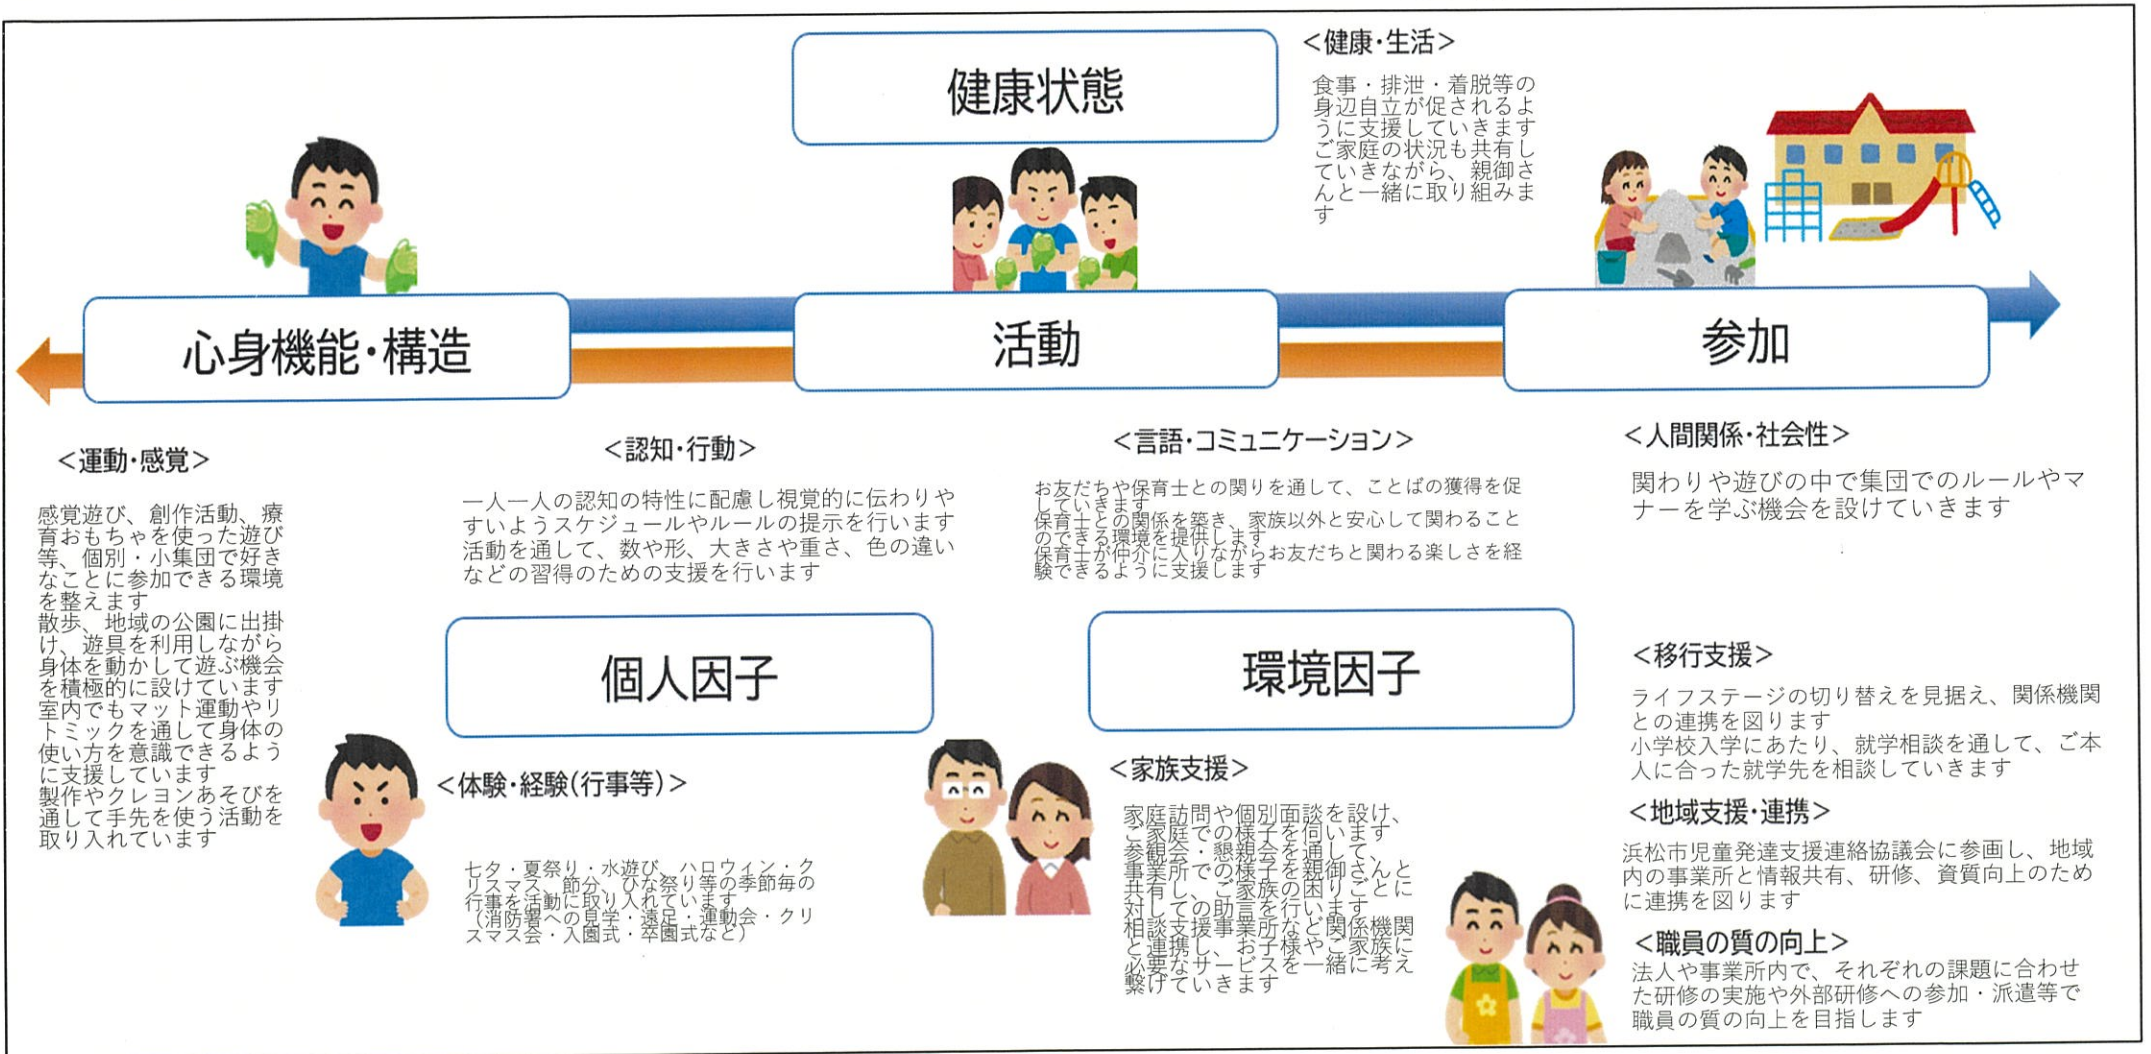 健康状態
<健康・生活>
食事・排泄・着脱等の
身辺自立が促されるよ
うに支援していきます
ご家庭の状況も共有し
ていきながら、親御さ
んと一緒に取り組みま
す
心身機能・構造
活動
参加
<運動・感覚>
感覚遊び、創作活動、療
育おもちゃを使った遊び
等、個別・小集団で好き
なことに参加できる環境
を整えます
散歩、地域の公園に出掛
け、遊具を利用しながら
身体を動かして遊ぶ機会
を積極的に設けています
室内でもマット運動やリ
トミックを通して身体の
使い方を意識できるよう
に支援しています
製作やクレヨンあそびを
通して手先を使う活動を
取り入れています
<認知・行動>
一人一人の認知の特性に配慮し視覚的に伝わりや
すいようスケジュールやルールの提示を行います
活動を通して、数や形、大きさや重さ、色の違い
などの習得のための支援を行います
<言語・コミュニケーション>
お友だちや保育士との関りを通して、ことばの獲得を促
していきます
保育士との関係を築き、家族以外と安心して関わること
のできる環境を提供します
保育士が仲介に入りながらお友だちと関わる楽しさを経
験できるように支援します
<人間関係・社会性>
関わりや遊びの中で集団でのルールやマ
ナーを学ぶ機会を設けていきます
個人因子
環境因子
<体験・経験(行事等)>
七夕・夏祭り・水遊び、ハロウィン・ク
リスマス、節分、ひな祭り等の季節毎の
行事を活動に取り入れています
(消防署への見学・遠足・運動会・クリ
スマス会・入園式・卒園式など)
<家族支援>
家庭訪問や個別面談を設け、
ご家庭での様子を伺います
参観会・懇親会を通して、
事業所での様子を親御さんと
共有し、ご家族の困りごとに
対しての助言を行います
相談支援事業所など関係機関
と連携し、お子様やご家族に
必要なサービスを一緒に考え
繋げていきます
<移行支援>
ライフステージの切り替えを見据え、関係機関
との連携を図ります
小学校入学にあたり、就学相談を通して、ご本
人に合った就学先を相談していきます
<地域支援・連携>
浜松市児童発達支援連絡協議会に参画し、地域
内の事業所と情報共有、研修、資質向上のため
に連携を図ります
<職員の質の向上>
法人や事業所内で、それぞれの課題に合わせ
た研修の実施や外部研修への参加・派遣等で
職員の質の向上を目指します